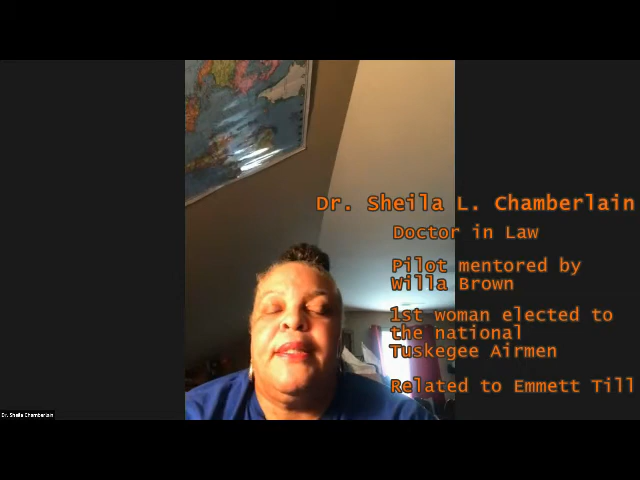 Dr. Sheila L. Chamberlain
Doctor in Law
Pilot mentored by
Willa Brown
1st woman elected to
the national
Tuskegee Airmen
Related to Emmett Till
Dr. Sheila Chamberlain